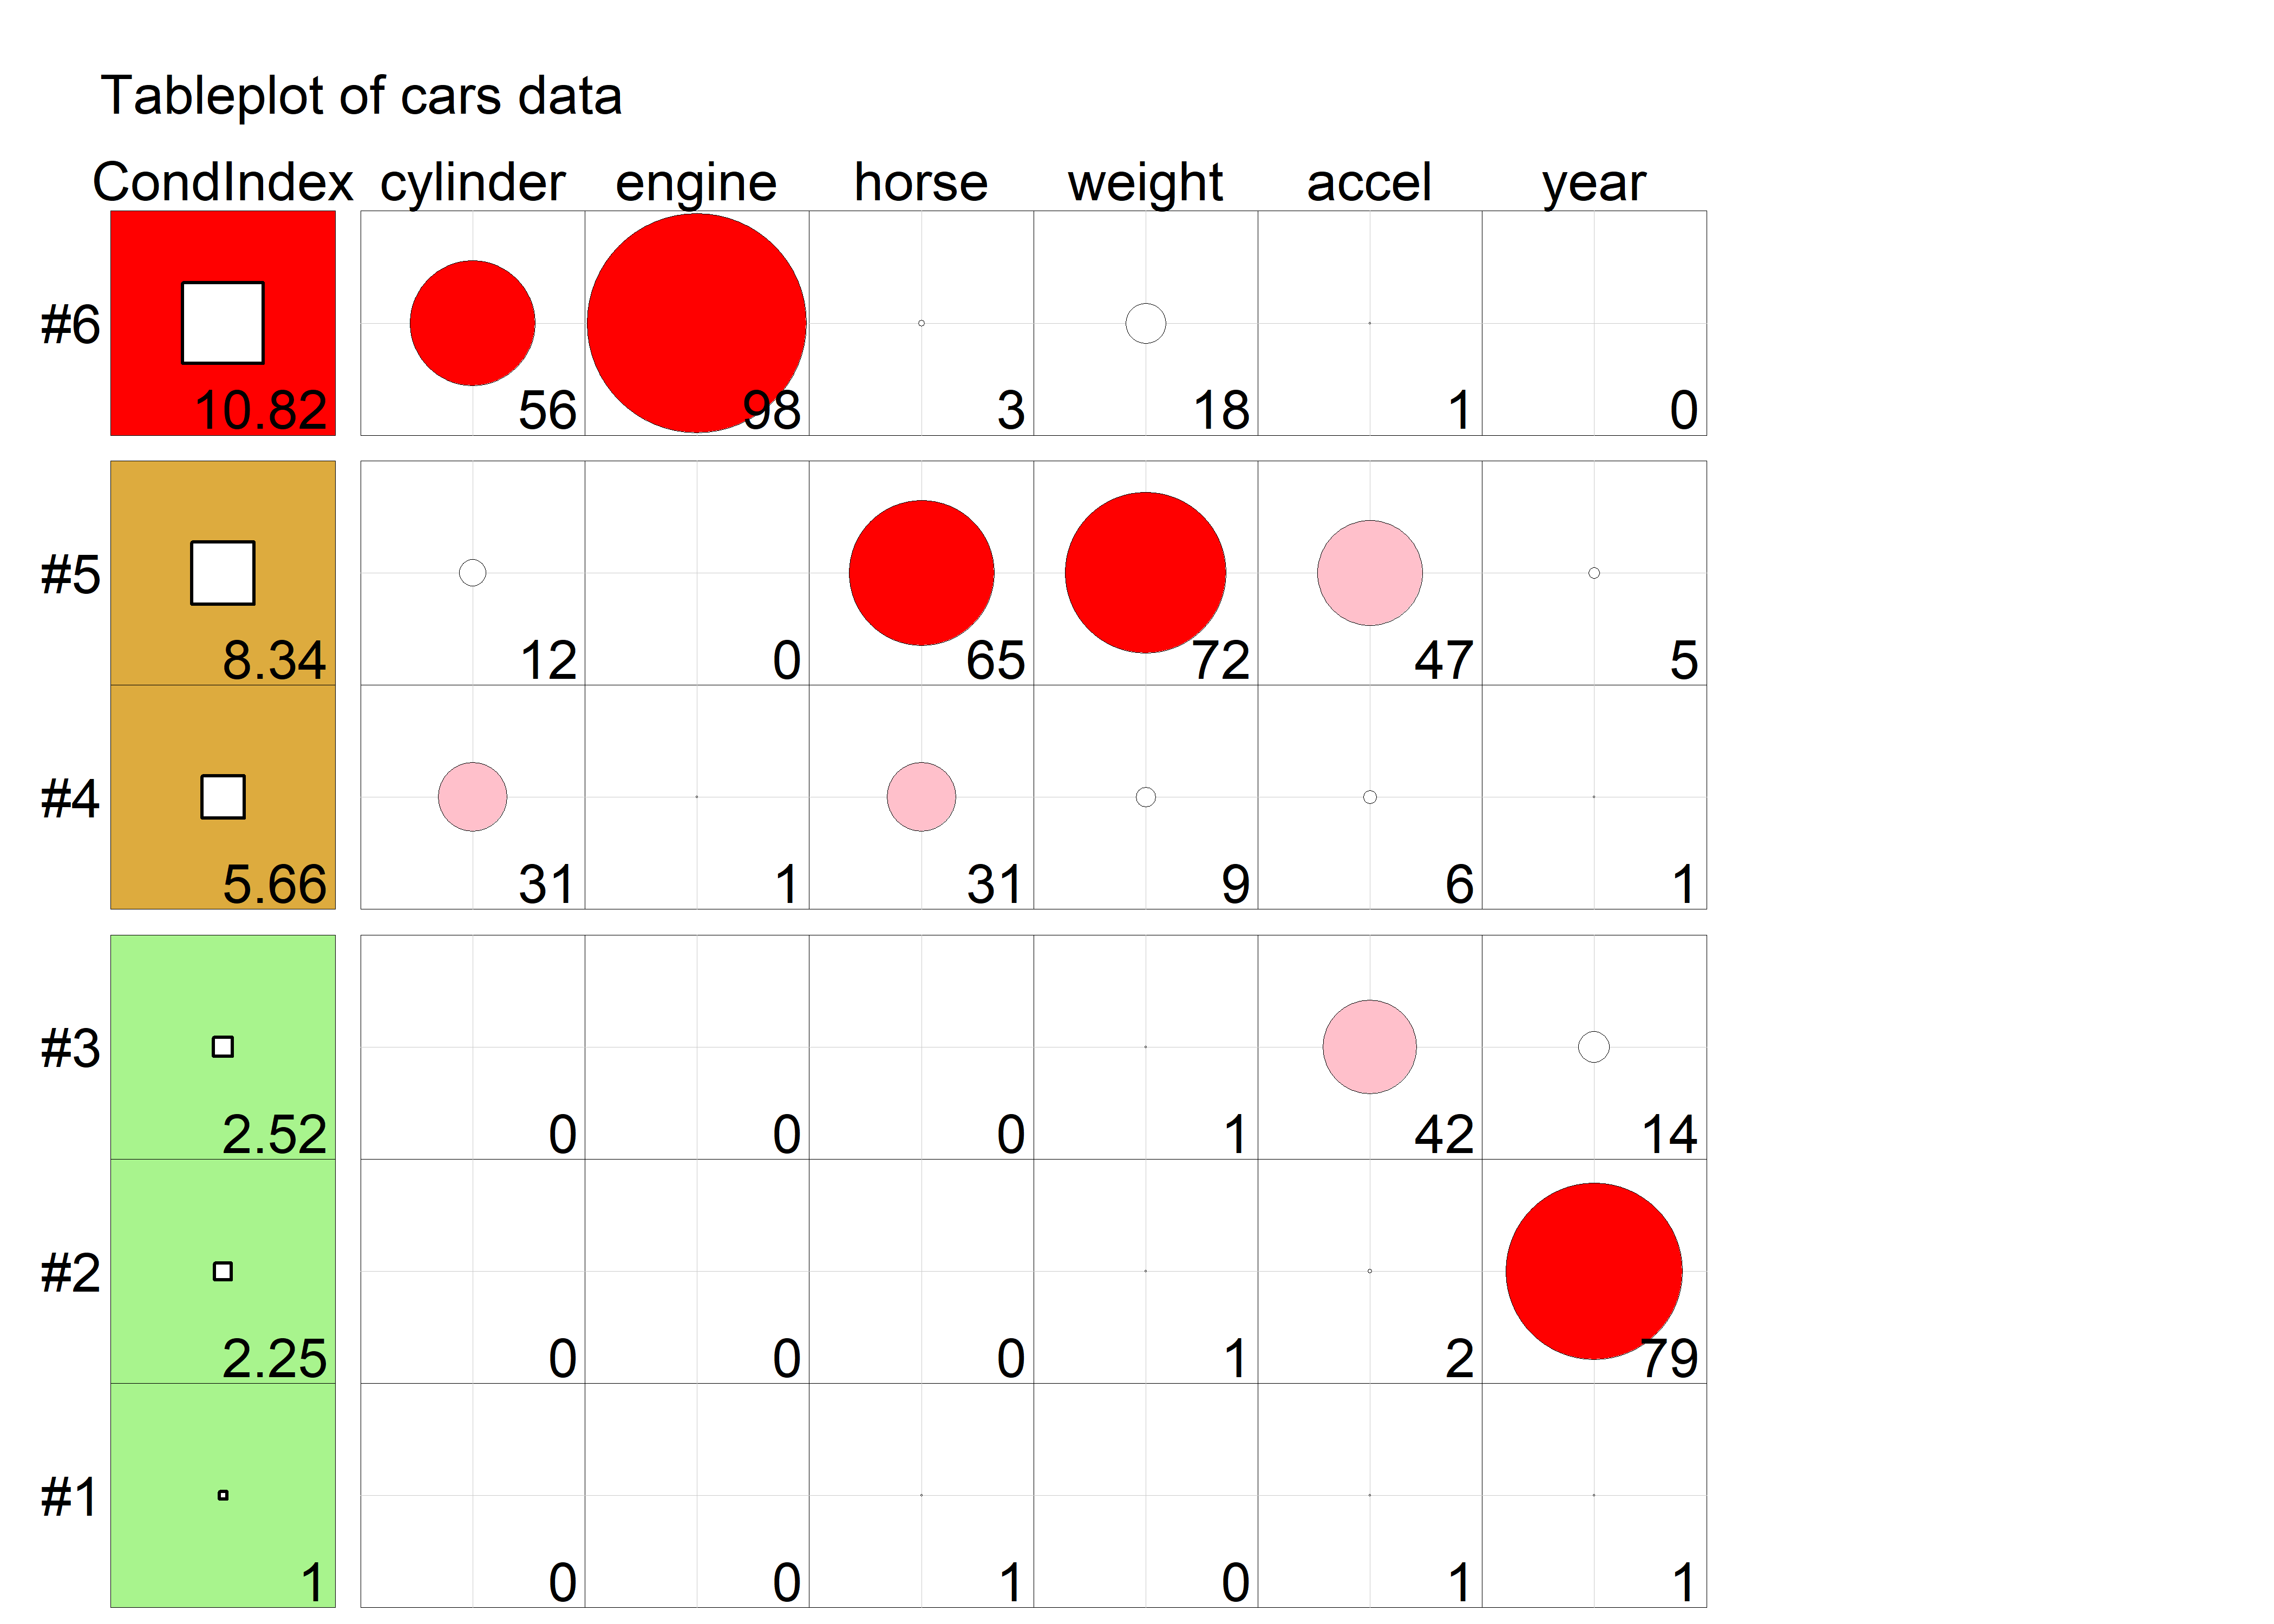 Tableplot of cars data
CondIndex cylinder engine horse weight accel year
#6 10.82 56 98 3 18 1 0
#5 8.34 12 0 65 72 47 5
#4 5.66 31 1 31 9 6 1
#3 2.52 0 0 0 1 42 14
#2 2.25 0 0 0 1 2 79
#1 1 0 0 1 0 1 1